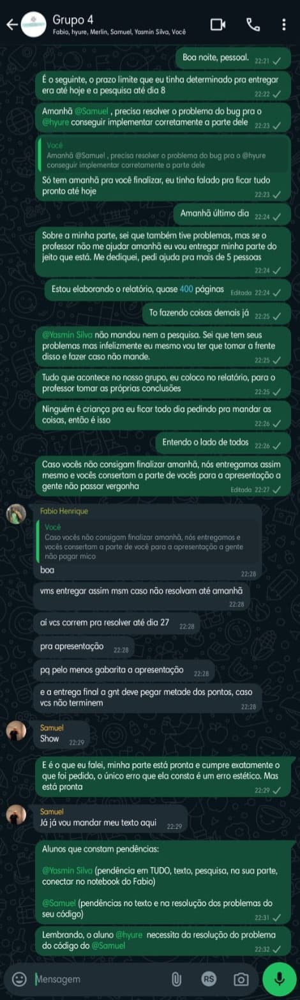 Grupo 4
Fabio, hyure, Merlin, Samuel, Yasmin Silva, Você
Boa noite, pessoal. 22:21
É o seguinte, o prazo limite que eu tinha determinado pra entregar
era até hoje e a pesquisa até dia 8 22:22
Amanhã @Samuel , precisa resolver o problema do bug pra o
@hyure conseguir implementar corretamente a parte dele 22:23
Você
Amanhã @Samuel , precisa resolver o problema do bug pra o @hyure
conseguir implementar corretamente a parte dele
Só tem amanhã pra você finalizar, eu tinha falado pra ficar tudo
pronto até hoje 22:23
Amanhã último dia 22:24
Sobre a minha parte, sei que também tive problemas, mas se o
professor não me ajudar amanhã eu vou entregar minha parte do
jeito que está. Me dediquei, pedi ajuda pra mais de 5 pessoas
22:24
Estou elaborando o relatório, quase 400 páginas Editada 22:24
To fazendo coisas demais já 22:25
@Yasmin Silva não mandou nem a pesquisa. Sei que tem seus
problemas mas infelizmente eu mesmo vou ter que tomar a frente
disso e fazer caso não mande. 22:25
Tudo que acontece no nosso grupo, eu coloco no relatório, para o
professor tomar as próprias conclusões 22:25
Ninguém é criança pra eu ficar todo dia pedindo pra mandar as
coisas, então é isso 22:26
Entendo o lado de todos 22:26
Caso vocês não consigam finalizar amanhã, nós entregamos assim
mesmo e vocês consertam a parte de vocês para a apresentação a
gente não passar vergonha Editada 22:27
Fabio Henrique
Você
Caso vocês não consigam finalizar amanhã, nós entregamos e
vocês consertam a parte de você para a apresentação a gente
não pagar mico
boa 22:28
vms entregar assim msm caso não resolvam até amanhã
22:28
aí vcs correm pra resolver até dia 27 22:28
pra apresentação 22:28
pq pelo menos gabarita a apresentação 22:28
e a entrega final a gnt deve pegar metade dos pontos, caso
vcs não terminem 22:28
Samuel
Show 22:29
E é o que eu falei, minha parte está pronta e cumpre exatamente o
que foi pedido, o único erro que ela consta é um erro estético. Mas
está pronta 22:29
Samuel
Já já vou mandar meu texto aqui 22:29
Alunos que constam pendências:
@Yasmin Silva (pendência em TUDO, texto, pesquisa, na sua parte,
conectar no notebook do Fabio)
@Samuel (pendências no texto e na resolução dos problemas do
seu código) 22:31
Lembrando, o aluno @hyure necessita da resolução do problema
do código do @Samuel 22:32
Mensagem
R$